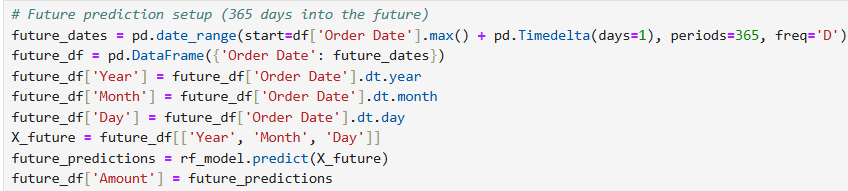 # Future prediction setup (365 days into the future)
future_dates = pd.date_range(start=df['Order Date'].max() + pd.Timedelta(days=1), periods=365, freq='D')
future_df = pd.DataFrame({'Order Date': future_dates})
future_df['Year'] = future_df['Order Date'].dt.year
future_df['Month'] = future_df['Order Date'].dt.month
future_df['Day'] = future_df['Order Date'].dt.day
X_future = future_df[['Year', 'Month', 'Day']]
future_predictions = rf_model.predict(X_future)
future_df['Amount'] = future_predictions